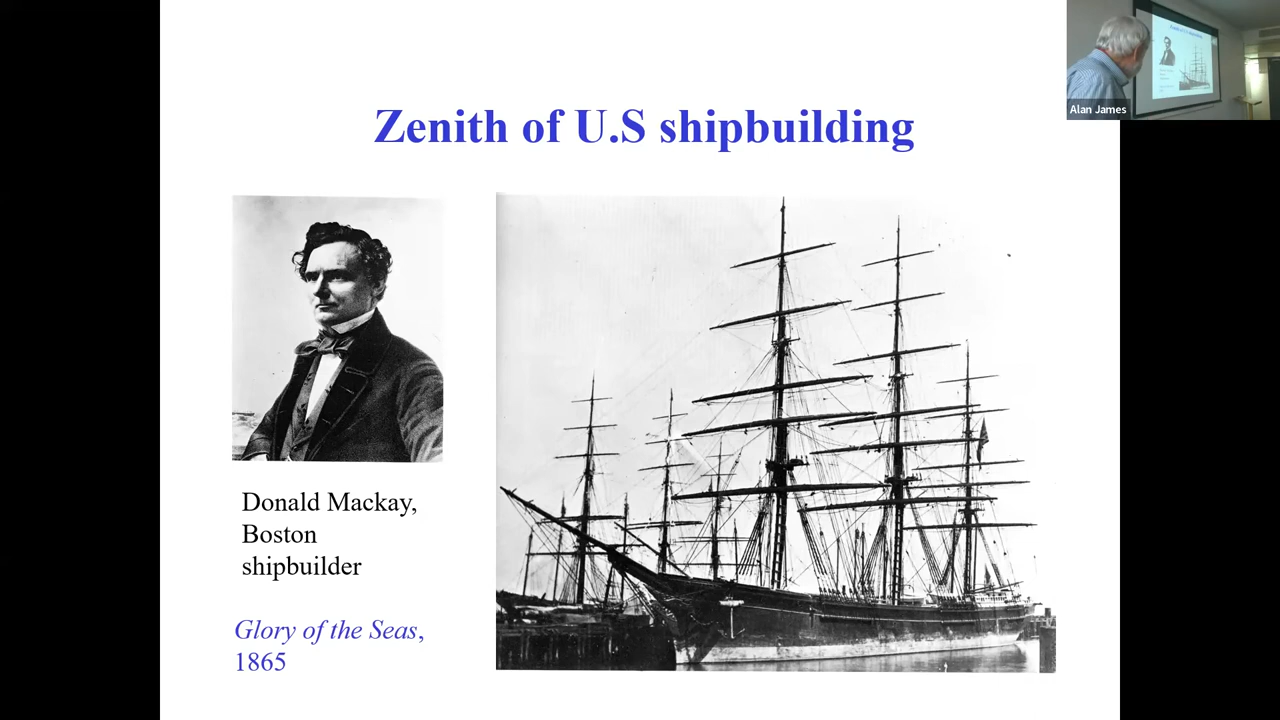 Alan James
Zenith of U.S shipbuilding
Donald Mackay,
Boston
shipbuilder
Glory of the Seas,
1865